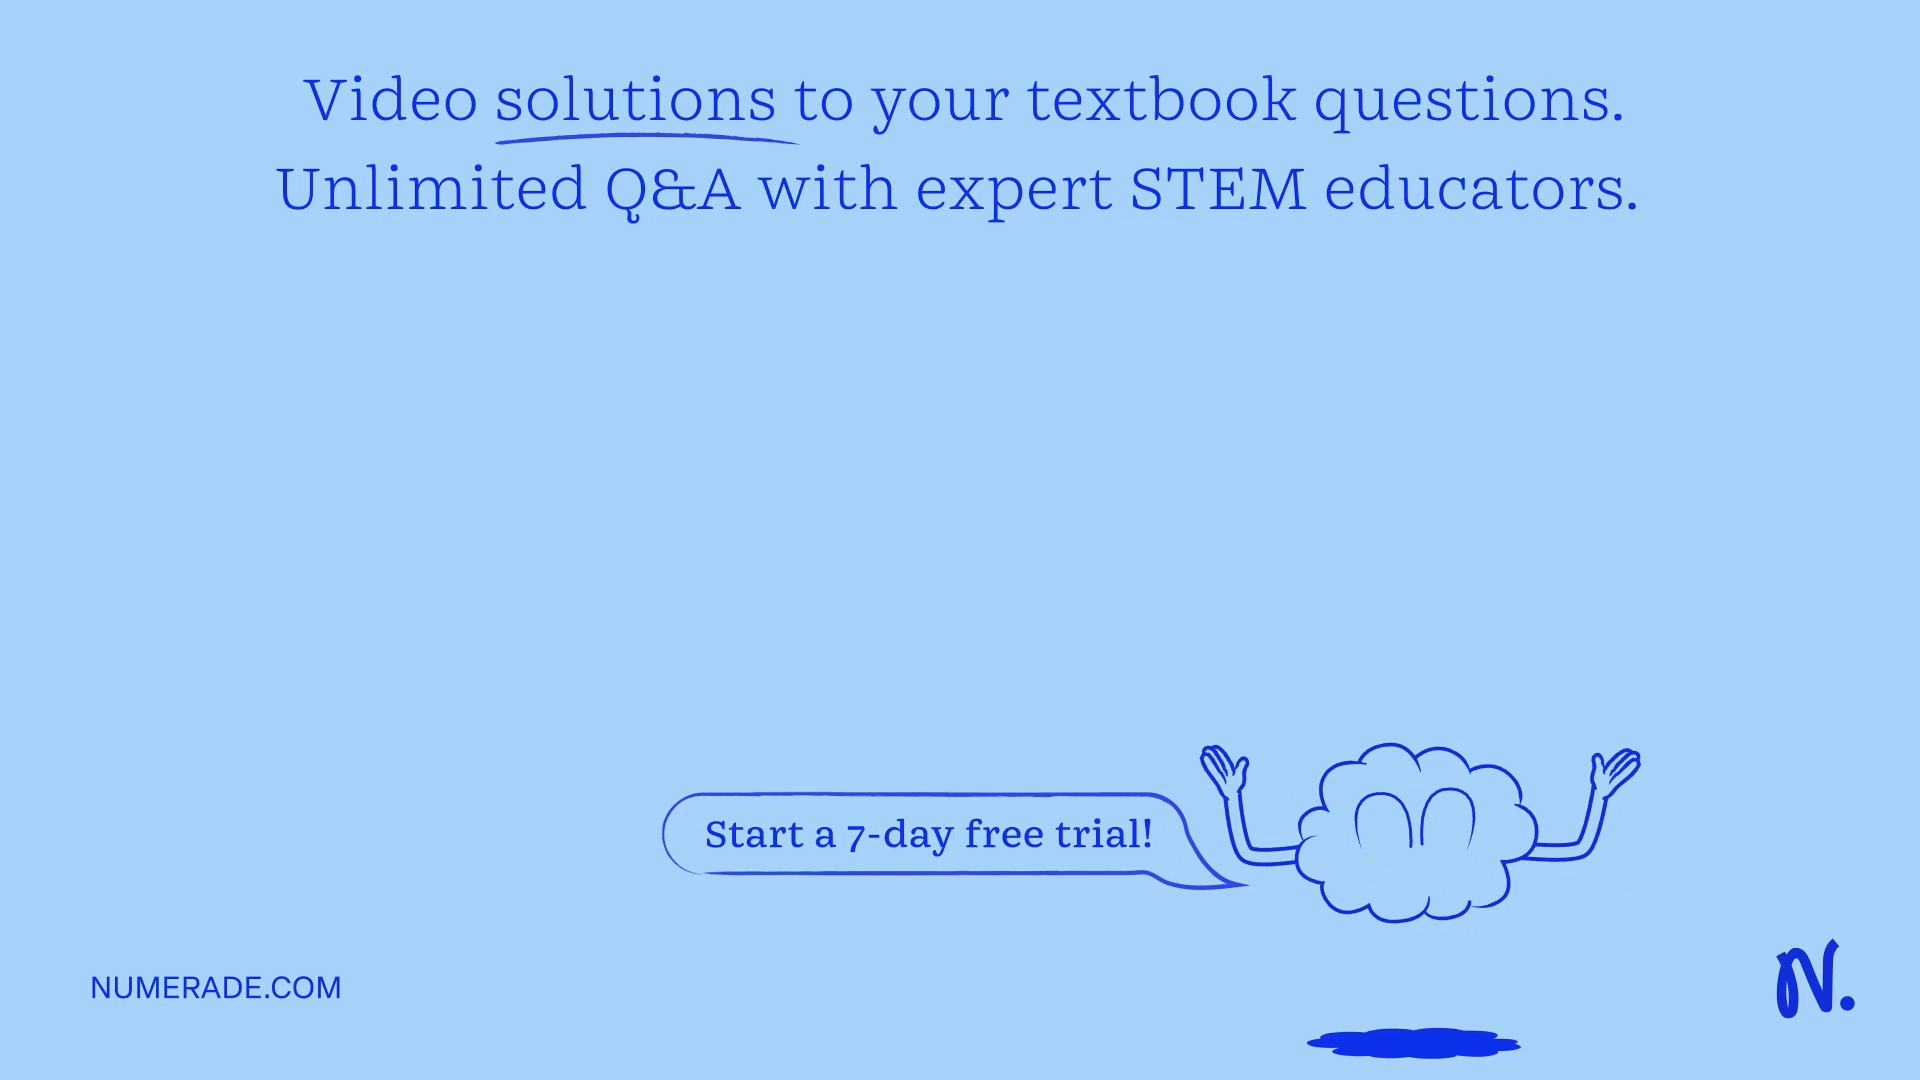 Video solutions to your textbook questions.
Unlimited Q&A with expert STEM educators.
Start a 7-day free trial!
NUMERADE.COM
N.